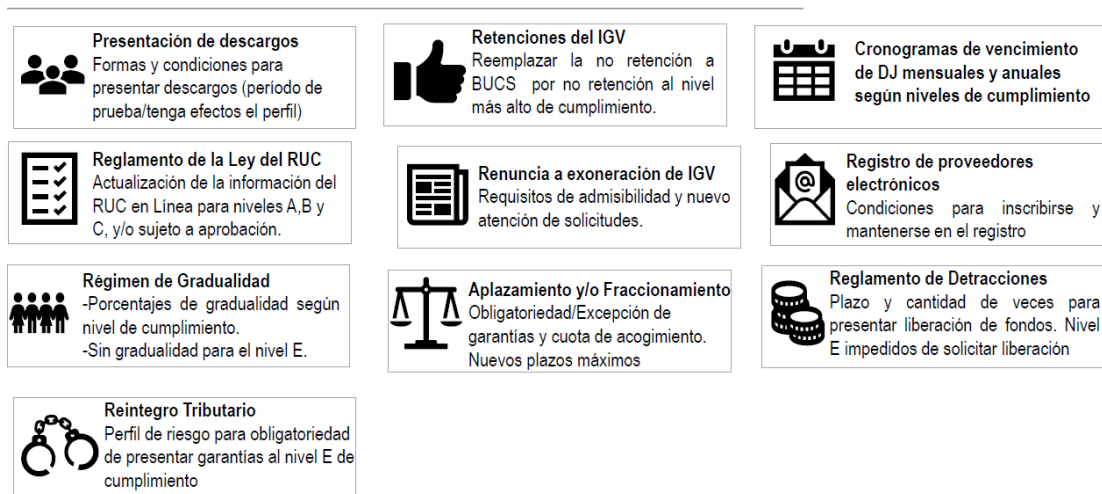 Presentación de descargos
Formas y condiciones para
presentar descargos (período de
prueba/tenga efectos el perfil)
Retenciones del IGV
Reemplazar la no retención a
BUCS por no retención al nivel
más alto de cumplimiento.
Cronogramas de vencimiento
de DJ mensuales y anuales
según niveles de cumplimiento
Reglamento de la Ley del RUC
Actualización de la información del
RUC en Línea para niveles A,B y
C, y/o sujeto a aprobación.
Renuncia a exoneración de IGV
Requisitos de admisibilidad y nuevo
atención de solicitudes.
Registro de proveedores
electrónicos
Condiciones para inscribirse y
mantenerse en el registro
Régimen de Gradualidad
-Porcentajes de gradualidad según
nivel de cumplimiento.
-Sin gradualidad para el nivel E.
Aplazamiento y/o Fraccionamiento
Obligatoriedad/Excepción de
garantías y cuota de acogimiento.
Nuevos plazos máximos
Reglamento de Detracciones
Plazo y cantidad de veces para
presentar liberación de fondos. Nivel
E impedidos de solicitar liberación
Reintegro Tributario
Perfil de riesgo para obligatoriedad
de presentar garantías al nivel E de
cumplimiento